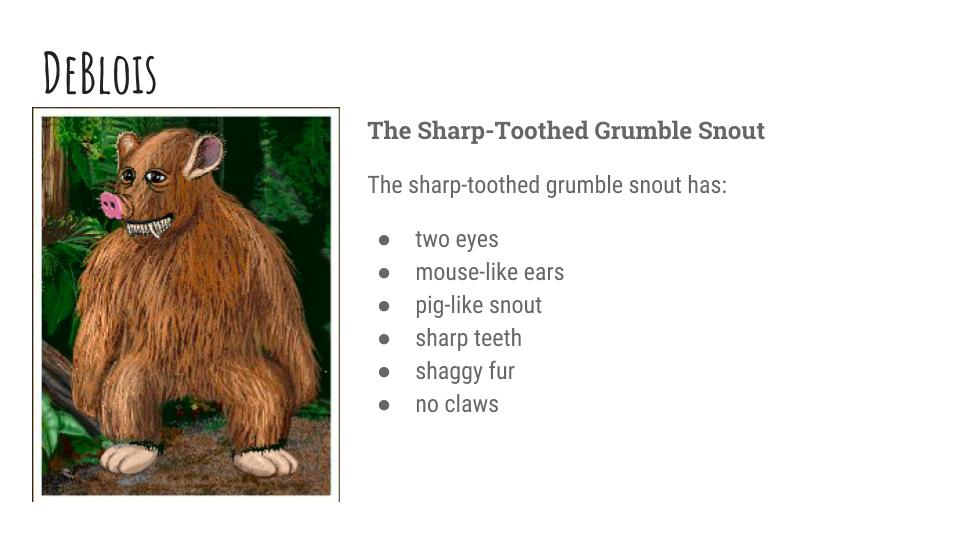 DeBlois
The Sharp-Toothed Grumble Snout
The sharp-toothed grumble snout has:
● two eyes
● mouse-like ears
● pig-like snout
● sharp teeth
● shaggy fur
● no claws